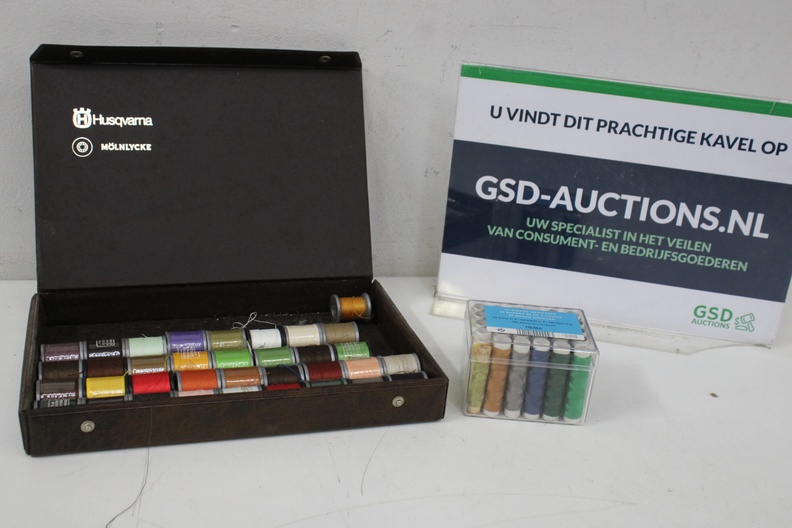 Husqvarna
MÖLNLYCKE
U VINDT DIT PRACHTIGE KAVEL OP
GSD-AUCTIONS.NL
UW SPECIALIST IN HET VEILEN
VAN CONSUMENT- EN BEDRIJFSGOEDEREN
GSD
AUCTIONS